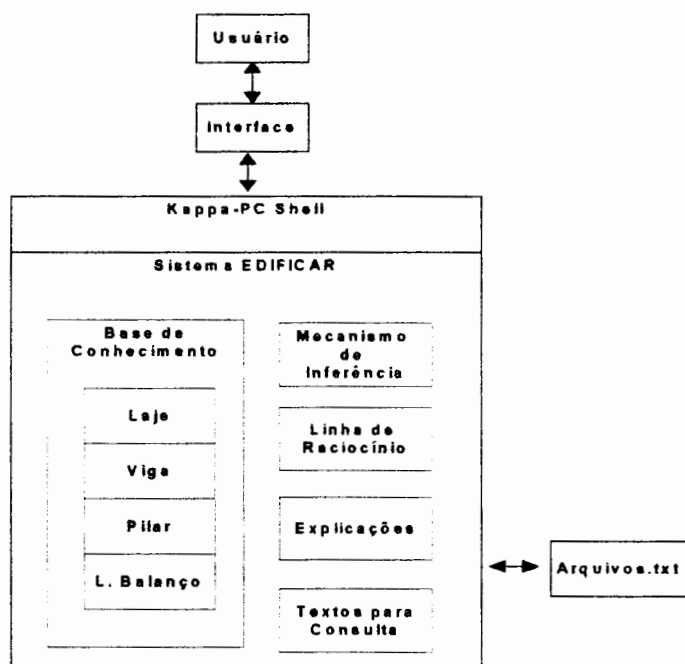 Usuário
Interface
Kappa-PC Shell
Sistema EDIFICAR
Base de
Conhecimento
Laje
Viga
Pilar
L. Balanço
Mecanismo
de
Inferência
Linha de
Raciocínio
Explicações
Textos para
Consulta
Arquivos.txt